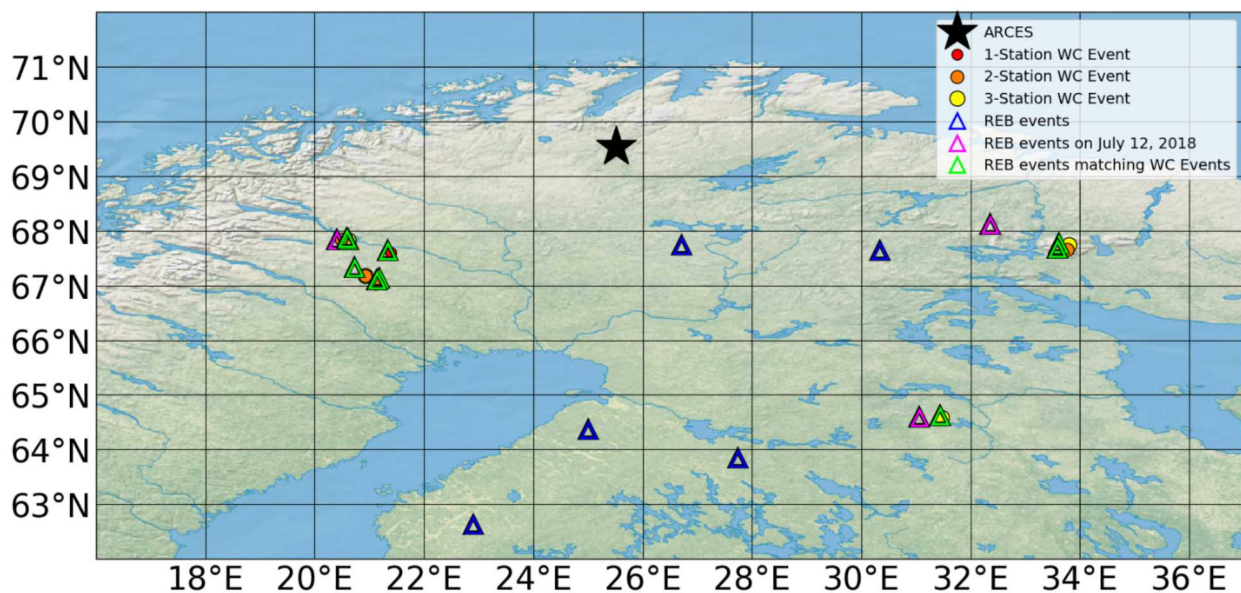 ARCES
1-Station WC Event
2-Station WC Event
3-Station WC Event
REB events
REB events on July 12, 2018
REB events matching WC Events
71°N
70°N
69°N
68°N
67°N
66°N
65°N
64°N
63°N
18°E 20°E 22°E 24°E 26°E 28°E 30°E 32°E 34°E 36°E